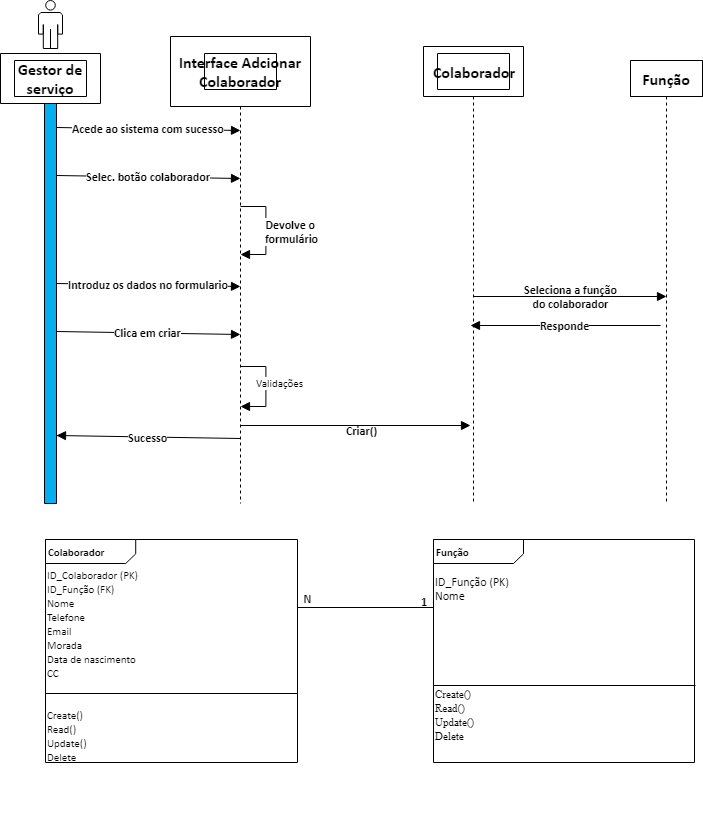 Gestor de
serviço
Interface Adcionar
Colaborador
Colaborador
Função
Acede ao sistema com sucesso
Selec. botão colaborador
Devolve o
formulário
Introduz os dados no formulario
Seleciona a função
do colaborador
Responde
Clica em criar
Validações
Criar()
Sucesso
Colaborador
ID_Colaborador (PK)
ID_Função (FK)
Nome
Telefone
Email
Morada
Data de nascimento
CC
Create()
Read()
Update()
Delete
N
1
Função
ID_Função (PK)
Nome
Create()
Read()
Update()
Delete